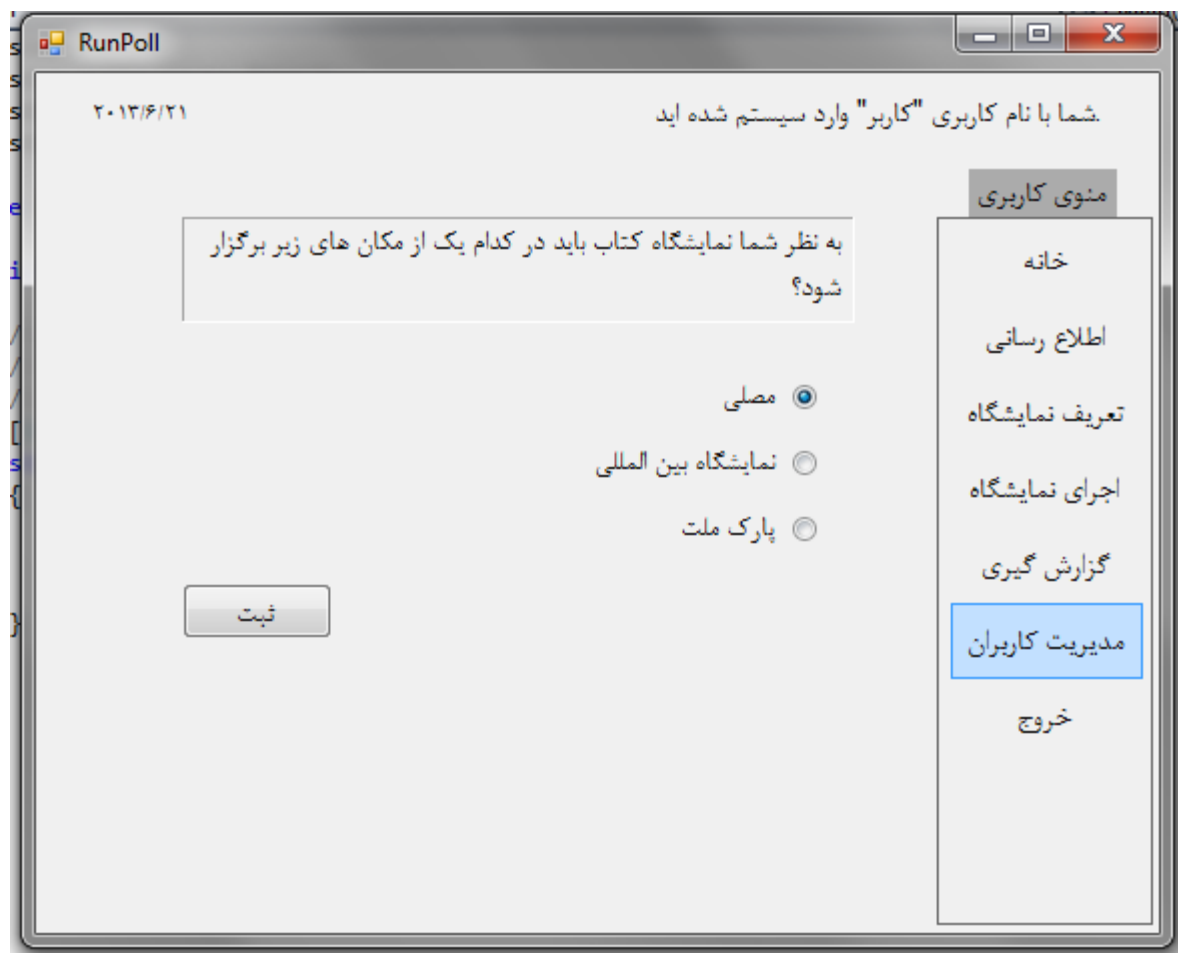 RunPoll
.شما با نام کاربری "کاربر" وارد سیستم شده اید
۲۰۱۳/۶/۲۱
منوی کاربری
خانه
اطلاع رسانی
تعریف نمایشگاه
اجرای نمایشگاه
گزارش گیری
مدیریت کاربران
خروج
به نظر شما نمایشگاه کتاب باید در کدام یک از مکان های زیر برگزار
شود؟
مصلی
نمایشگاه بین المللی
پارک ملت
ثبت